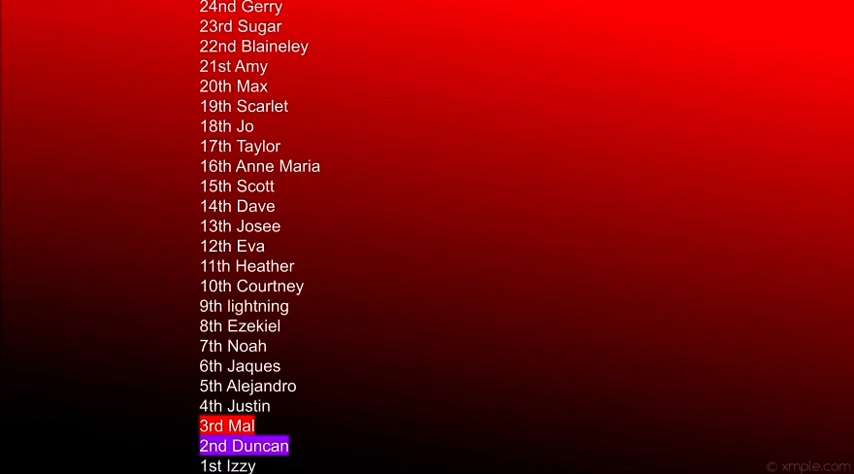 24nd Gerry
23rd Sugar
22nd Blaineley
21st Amy
20th Max
19th Scarlet
18th Jo
17th Taylor
16th Anne Maria
15th Scott
14th Dave
13th Josee
12th Eva
11th Heather
10th Courtney
9th lightning
8th Ezekiel
7th Noah
6th Jaques
5th Alejandro
4th Justin
3rd Mal
2nd Duncan
1st Izzy
© xmple.com